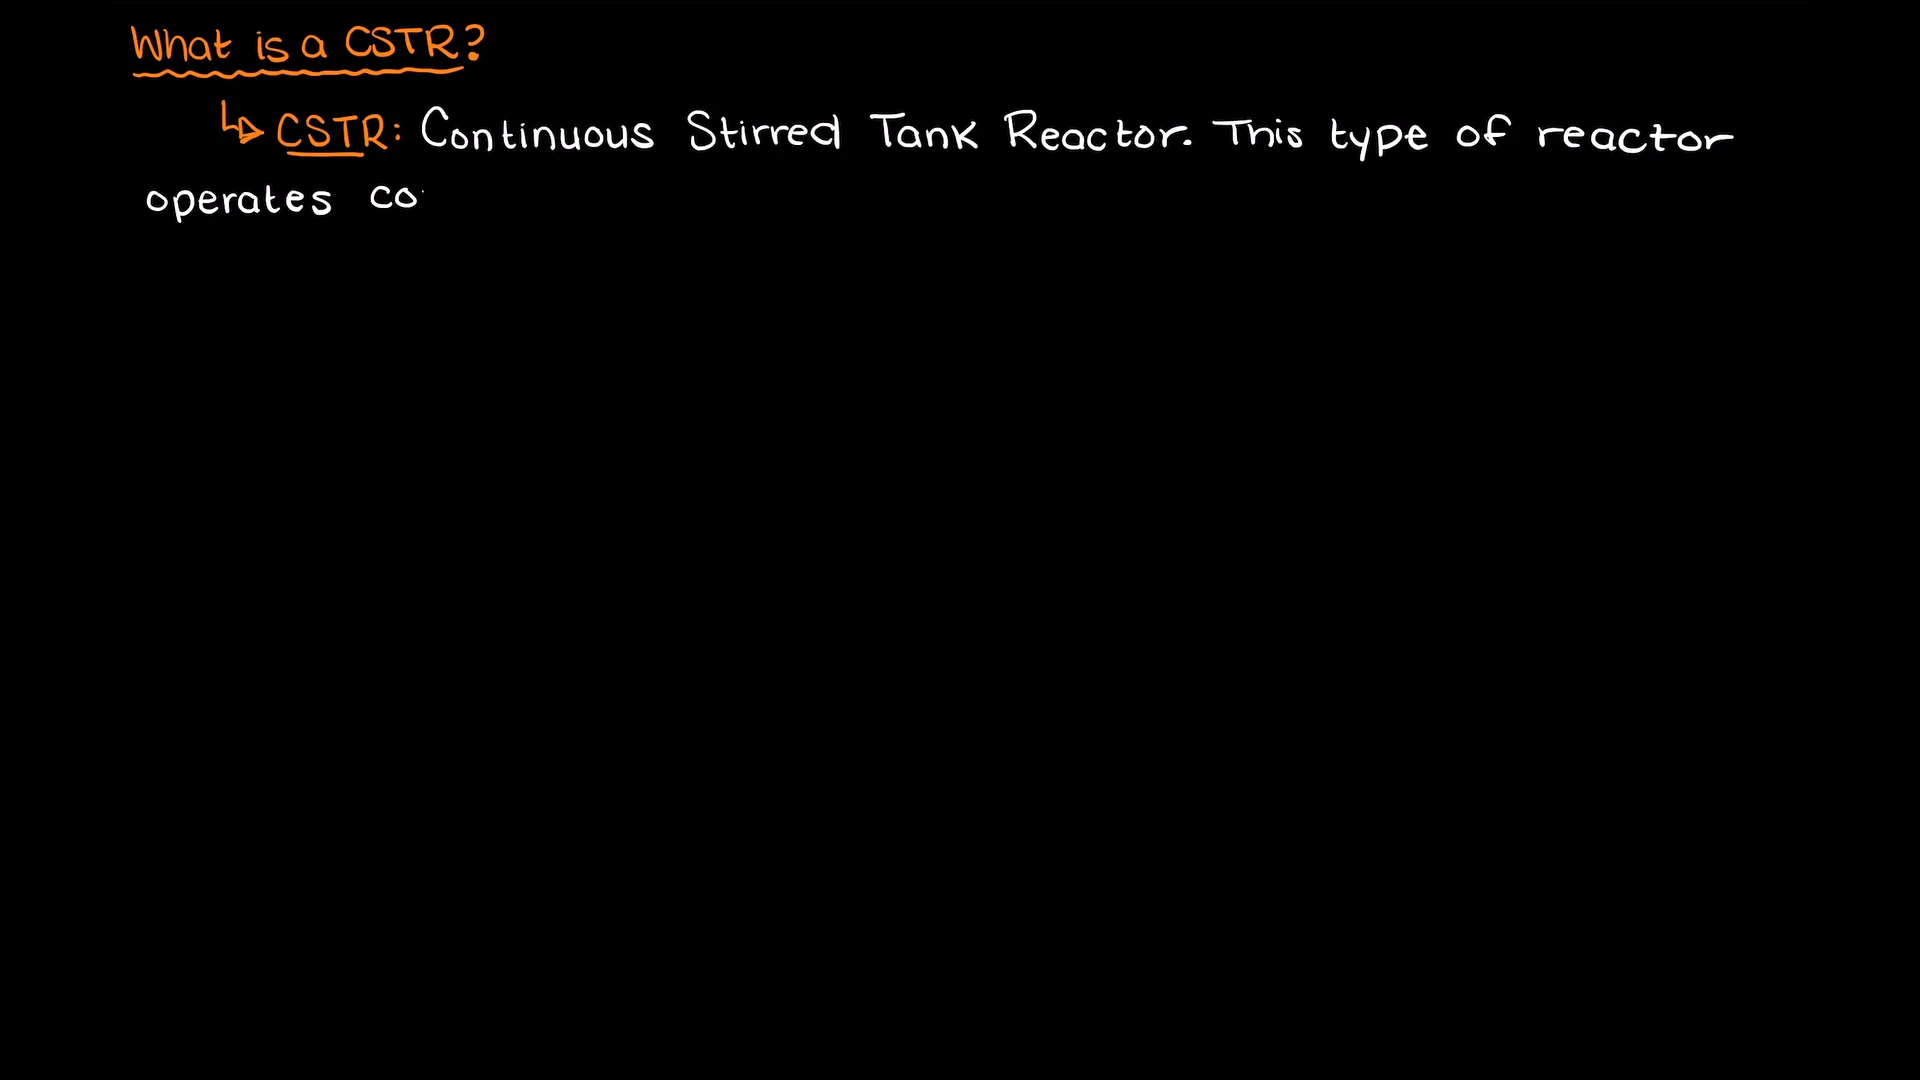 What is a CSTR?
↳ CSTR: Continuous Stirred Tank Reactor. This type of reactor
operates co